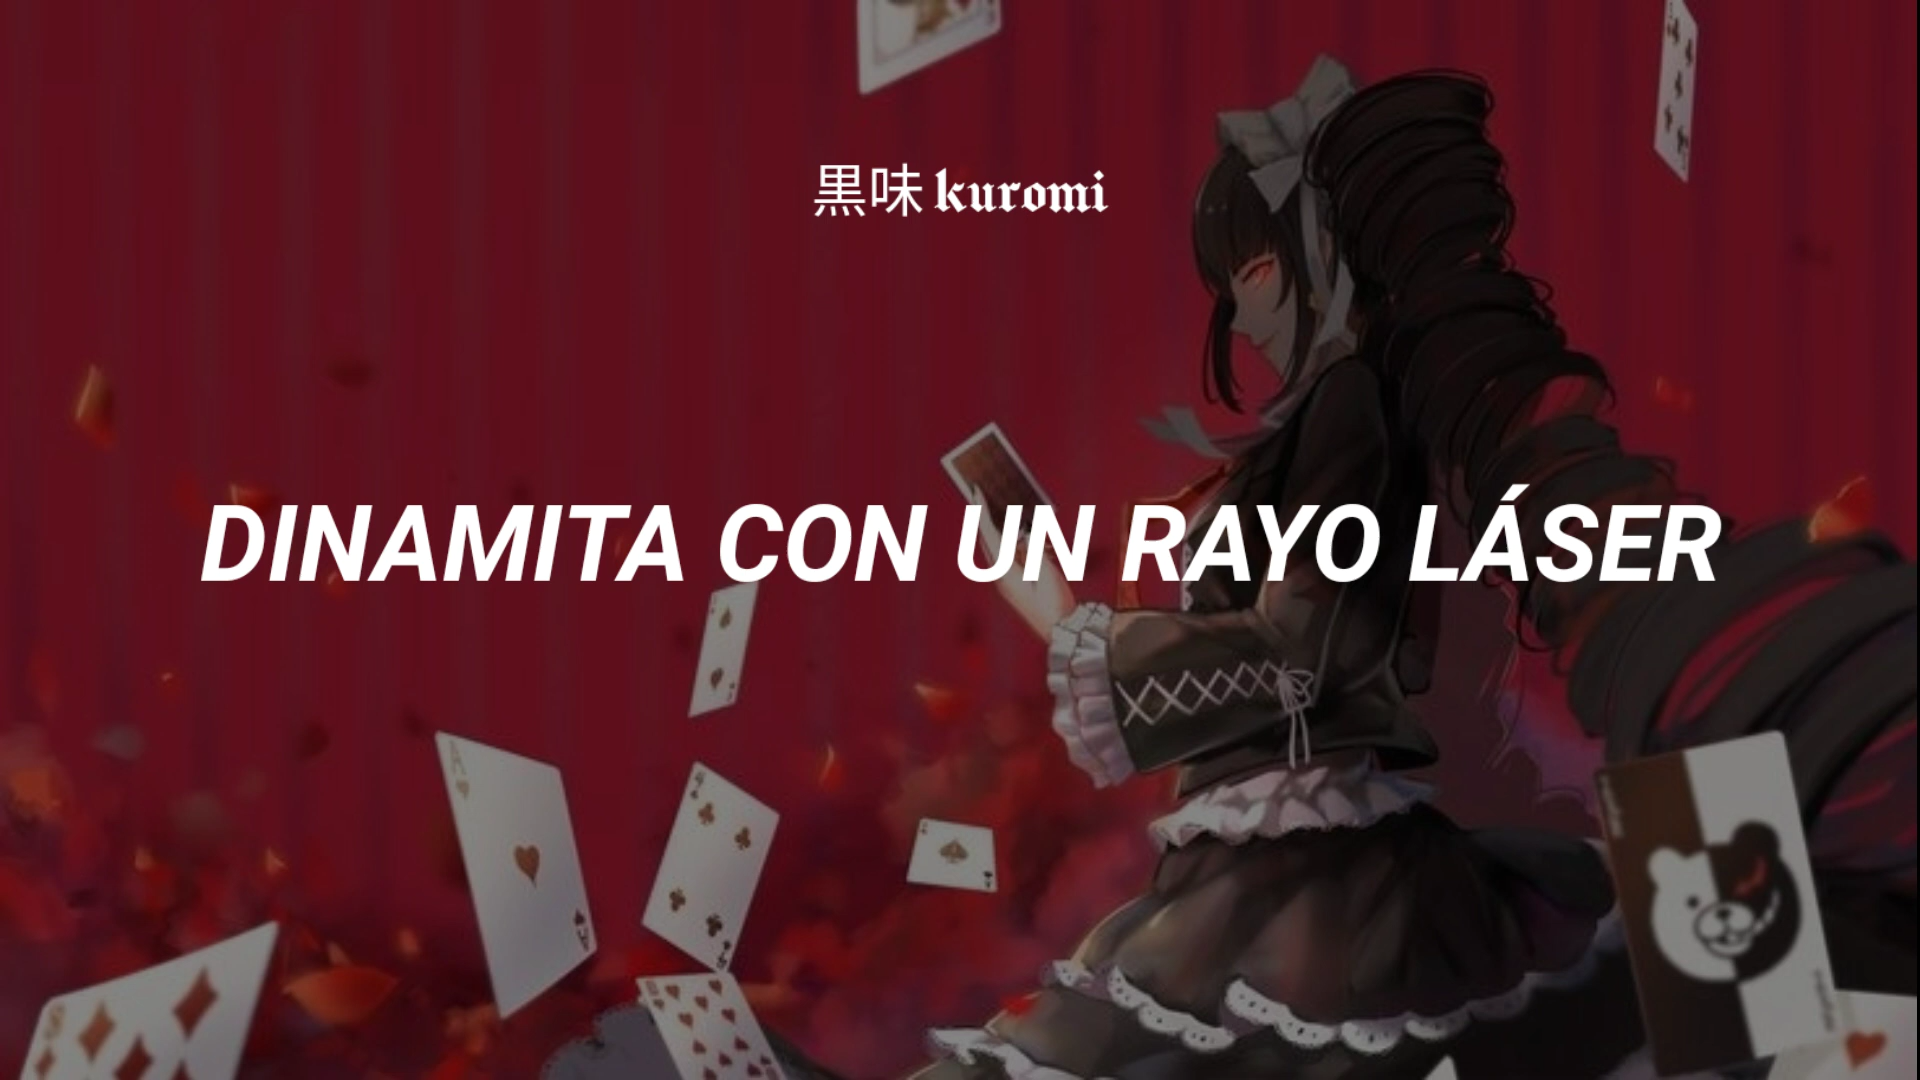 黒味 kuromi
DINAMITA CON UN RAYO LÁSER